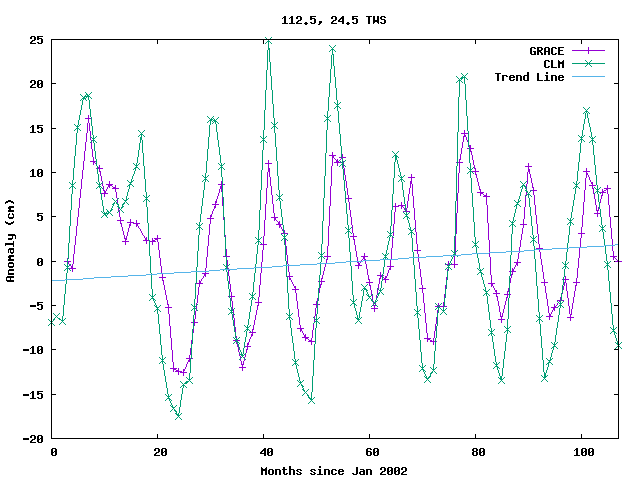 112.5, 24.5 TWS
GRACE
CLM
Trend Line
25
20
15
10
5
0
-5
-10
-15
-20
Anomaly (cm)
0 20 40 60 80 100
Months since Jan 2002